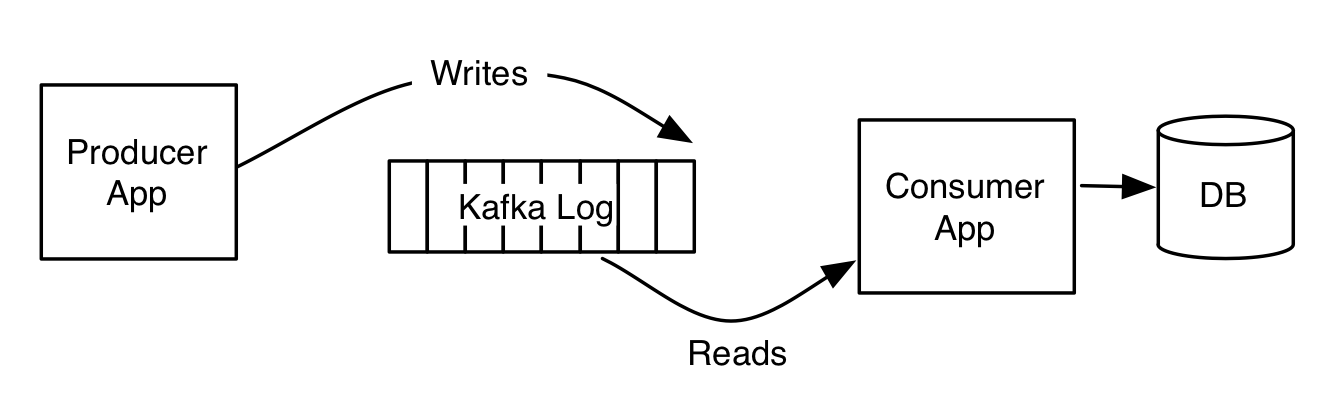 Writes
Producer
App
Kafka Log
Consumer
App
DB
Reads